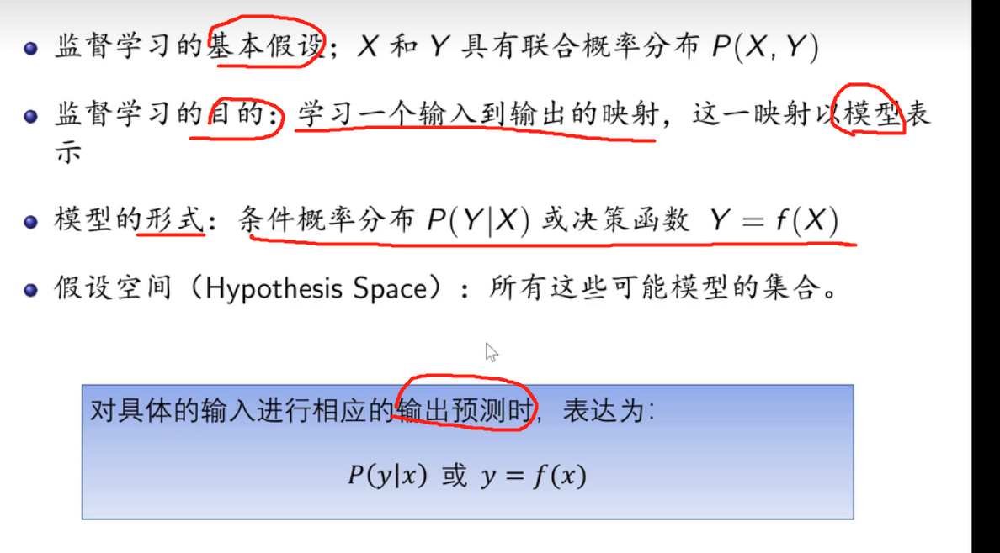 监督学习的基本假设；X 和 Y 具有联合概率分布 P(X, Y)
监督学习的目的：学习一个输入到输出的映射，这一映射以模型表
示
模型的形式：条件概率分布 P(Y|X) 或决策函数 Y = f(X)
假设空间（Hypothesis Space）：所有这些可能模型的集合。
对具体的输入进行相应的输出预测时，表达为：
P(y|x) 或 y = f(x)